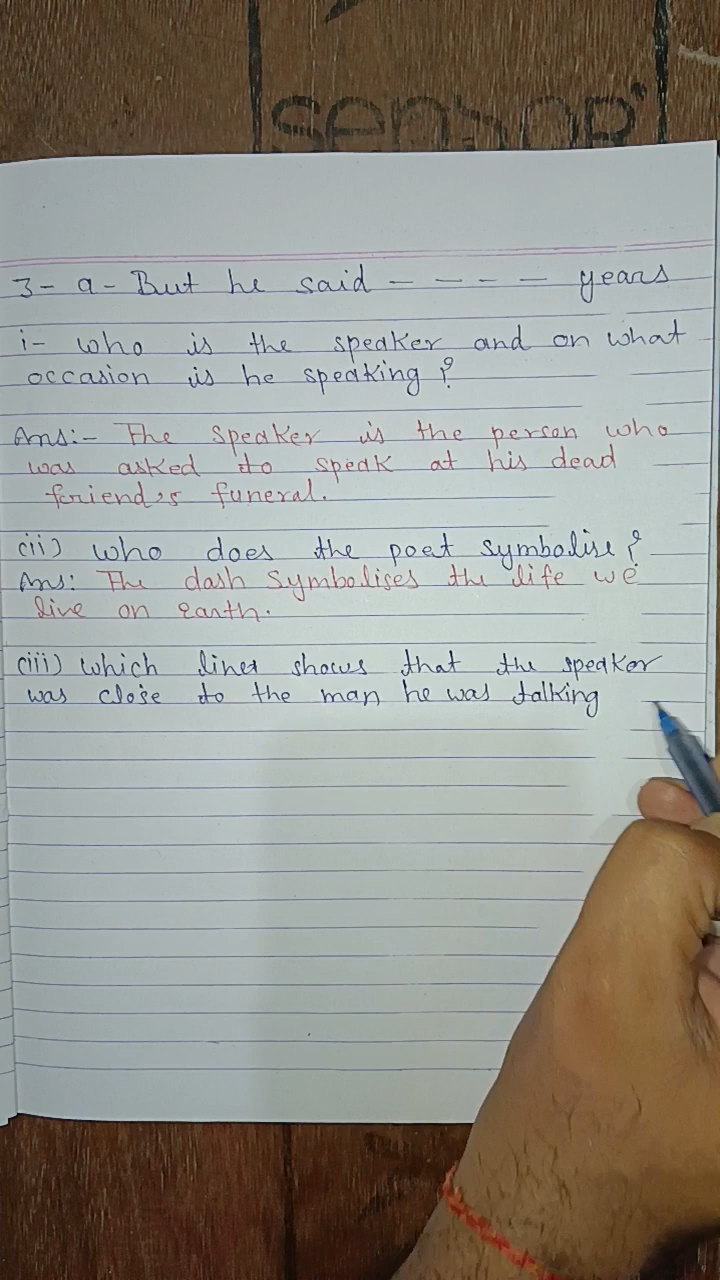 sensor
3- a- But he said - - - - years
i- who is the speaker and on what
occasion is he speaking ?
Ans:- The speaker is the person who
was asked to speak at his dead
friend's funeral.
(ii) who does the poet symbolise ?
Ans: The dash symbolises the life we
live on earth.
(iii) which lines shows that the speaker
was close to the man he was talking